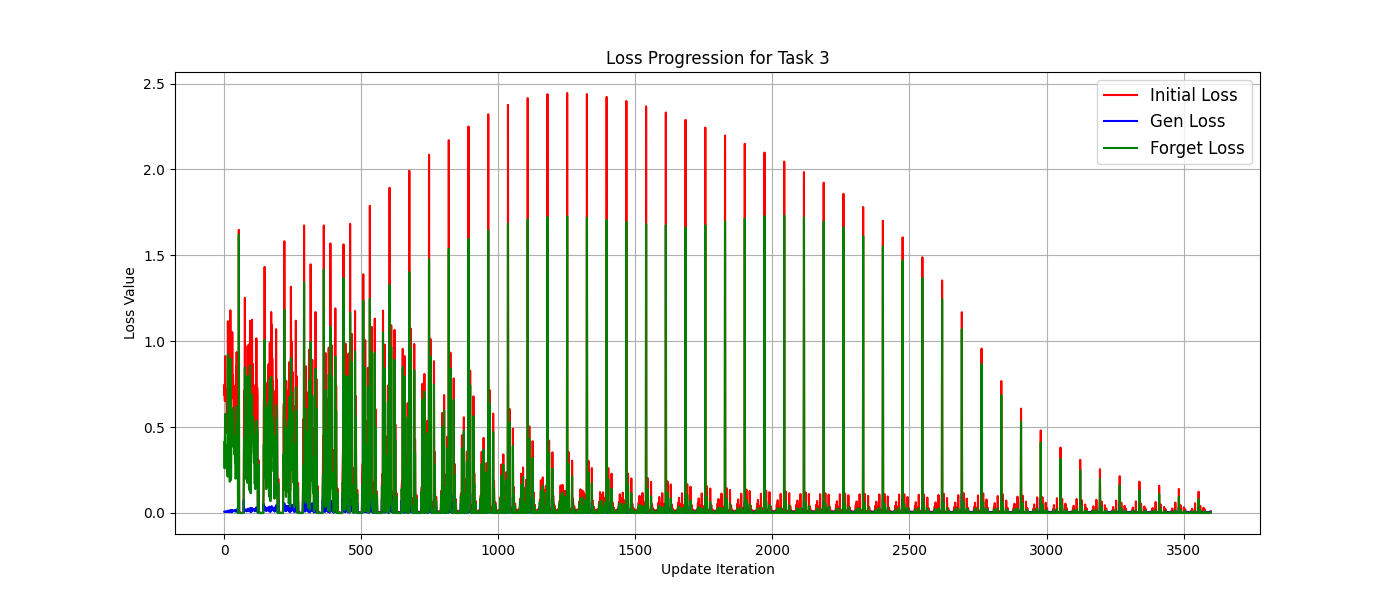 Loss Progression for Task 3
Initial Loss
Gen Loss
Forget Loss
Loss Value
2.5
2.0
1.5
1.0
0.5
0.0
0 500 1000 1500 2000 2500 3000 3500
Update Iteration